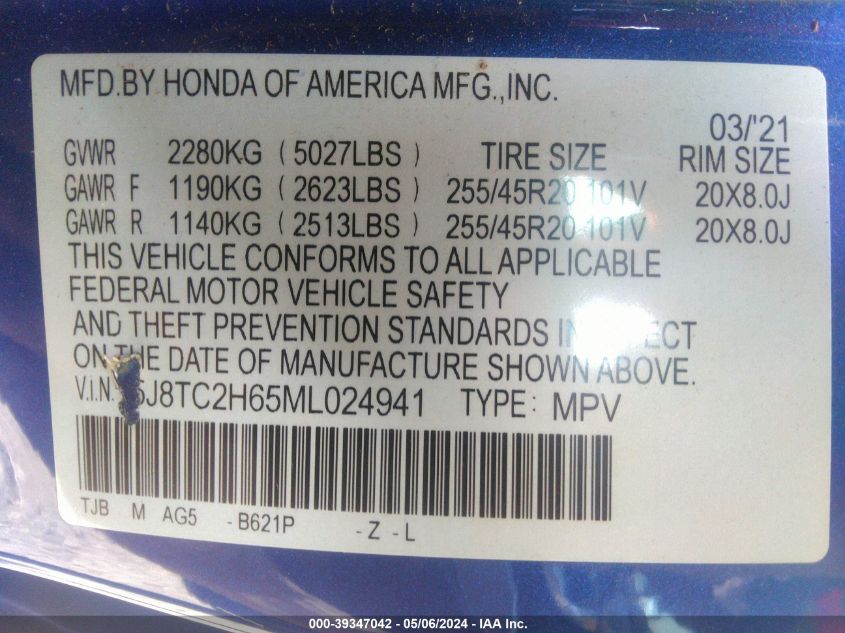 MFD.BY HONDA OF AMERICA MFG.,INC.
03/'21
GVWR 2280KG (5027LBS) TIRE SIZE RIM SIZE
GAWR F 1190KG (2623LBS) 255/45R20 101V 20X8.0J
GAWR R 1140KG (2513LBS) 255/45R20 101V 20X8.0J
THIS VEHICLE CONFORMS TO ALL APPLICABLE
FEDERAL MOTOR VEHICLE SAFETY
AND THEFT PREVENTION STANDARDS IN EFFECT
ON THE DATE OF MANUFACTURE SHOWN ABOVE.
V.I.N. 5J8TC2H65ML024941 TYPE: MPV
TJB M AG5 -B621P -Z -L
000-39347042 / 05/06/2024 - IAA Inc.